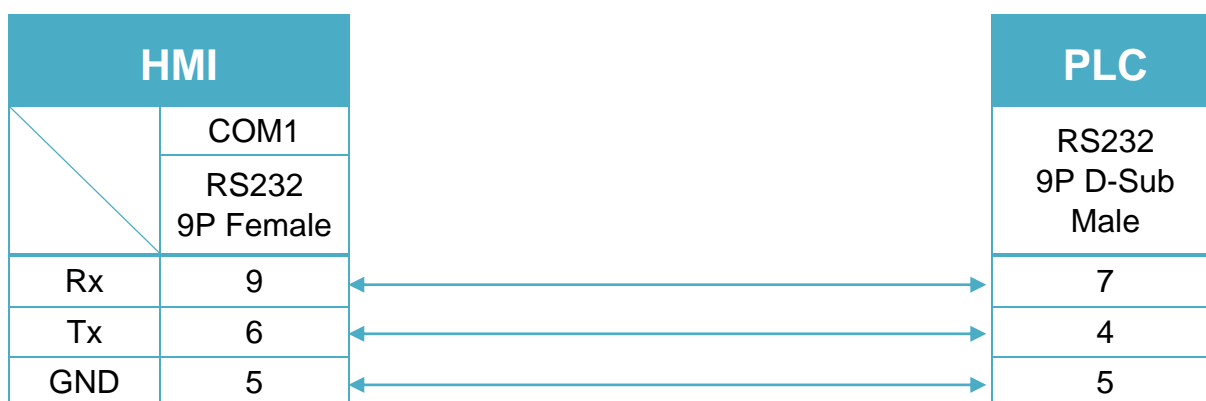 HMI
PLC
COM1
RS232
9P Female
RS232
9P D-Sub
Male
Rx 9 7
Tx 6 4
GND 5 5